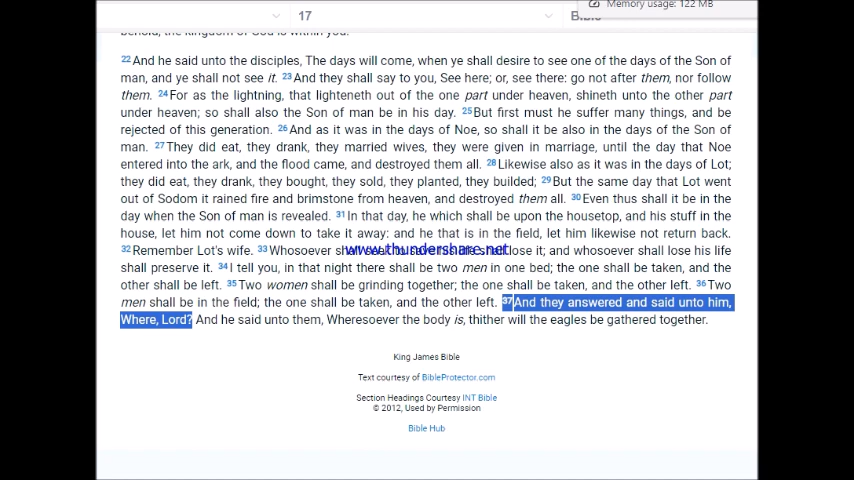 Memory usage: 122 MB
17
behold, the kingdom of God is within you.
22 And he said unto the disciples, The days will come, when ye shall desire to see one of the days of the Son of
man, and ye shall not see it. 23 And they shall say to you, See here; or, see there: go not after them, nor follow
them. 24 For as the lightning, that lighteneth out of the one part under heaven, shineth unto the other part
under heaven; so shall also the Son of man be in his day. 25 But first must he suffer many things, and be
rejected of this generation. 26 And as it was in the days of Noe, so shall it be also in the days of the Son of
man. 27 They did eat, they drank, they married wives, they were given in marriage, until the day that Noe
entered into the ark, and the flood came, and destroyed them all. 28 Likewise also as it was in the days of Lot;
they did eat, they drank, they bought, they sold, they planted, they builded; 29 But the same day that Lot went
out of Sodom it rained fire and brimstone from heaven, and destroyed them all. 30 Even thus shall it be in the
day when the Son of man is revealed. 31 In that day, he which shall be upon the housetop, and his stuff in the
house, let him not come down to take it away: and he that is in the field, let him likewise not return back.
32 Remember Lot's wife. 33 Whosoever shall seek to save his life shall lose it; and whosoever shall lose his life
www.thundershare.net
shall preserve it. 34 I tell you, in that night there shall be two men in one bed; the one shall be taken, and the
other shall be left. 35 Two women shall be grinding together; the one shall be taken, and the other left. 36 Two
men shall be in the field; the one shall be taken, and the other left. 37 And they answered and said unto him,
Where, Lord? And he said unto them, Wheresoever the body is, thither will the eagles be gathered together.
King James Bible
Text courtesy of BibleProtector.com
Section Headings Courtesy INT Bible
© 2012, Used by Permission
Bible Hub